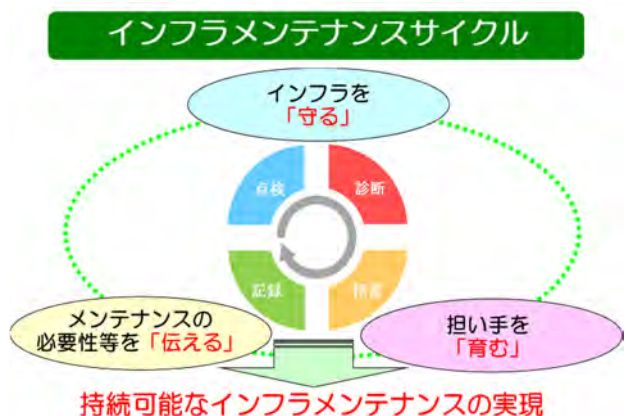 インフラメンテナンスサイクル
インフラを
「守る」
点検
診断
記録
措置
メンテナンスの
必要性等を「伝える」
担い手を
「育む」
持続可能なインフラメンテナンスの実現